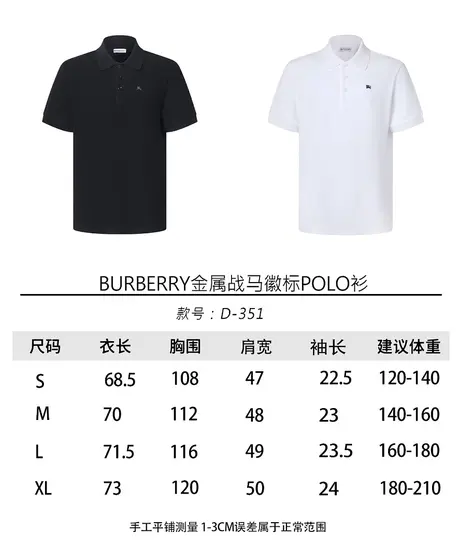 BURBERRY金属战马徽标POLO衫
款号：D-351
尺码 衣长 胸围 肩宽 袖长 建议体重
S 68.5 108 47 22.5 120-140
M 70 112 48 23 140-160
L 71.5 116 49 23.5 160-180
XL 73 120 50 24 180-210
手工平铺测量 1-3CM误差属于正常范围